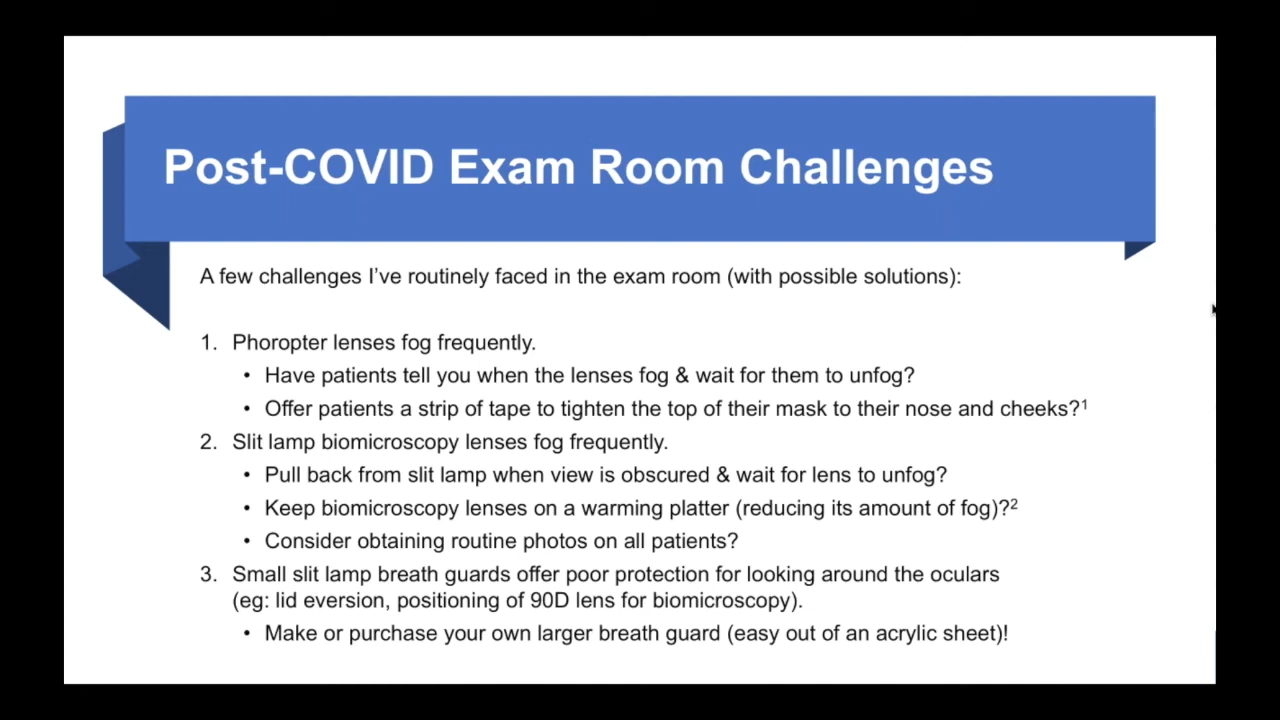 Post-COVID Exam Room Challenges
A few challenges I’ve routinely faced in the exam room (with possible solutions):
1. Phoropter lenses fog frequently.
• Have patients tell you when the lenses fog & wait for them to unfog?
• Offer patients a strip of tape to tighten the top of their mask to their nose and cheeks?¹
2. Slit lamp biomicroscopy lenses fog frequently.
• Pull back from slit lamp when view is obscured & wait for lens to unfog?
• Keep biomicroscopy lenses on a warming platter (reducing its amount of fog)?²
• Consider obtaining routine photos on all patients?
3. Small slit lamp breath guards offer poor protection for looking around the oculars
(eg: lid eversion, positioning of 90D lens for biomicroscopy).
• Make or purchase your own larger breath guard (easy out of an acrylic sheet)!